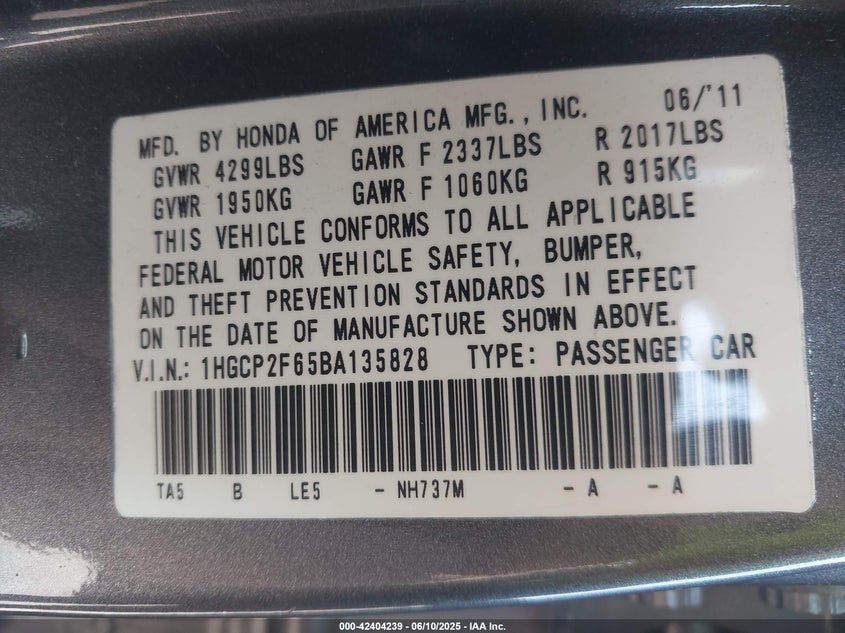 MFD. BY HONDA OF AMERICA MFG., INC. 06/'11
GVWR 4299LBS GAWR F 2337LBS R 2017LBS
GVWR 1950KG GAWR F 1060KG R 915KG
THIS VEHICLE CONFORMS TO ALL APPLICABLE
FEDERAL MOTOR VEHICLE SAFETY, BUMPER,
AND THEFT PREVENTION STANDARDS IN EFFECT
ON THE DATE OF MANUFACTURE SHOWN ABOVE.
V.I.N.: 1HGCP2F65BA135828 TYPE: PASSENGER CAR
TA5 B LE5 - NH737M - A - A
000-42404239 - 06/10/2025 - IAA Inc.